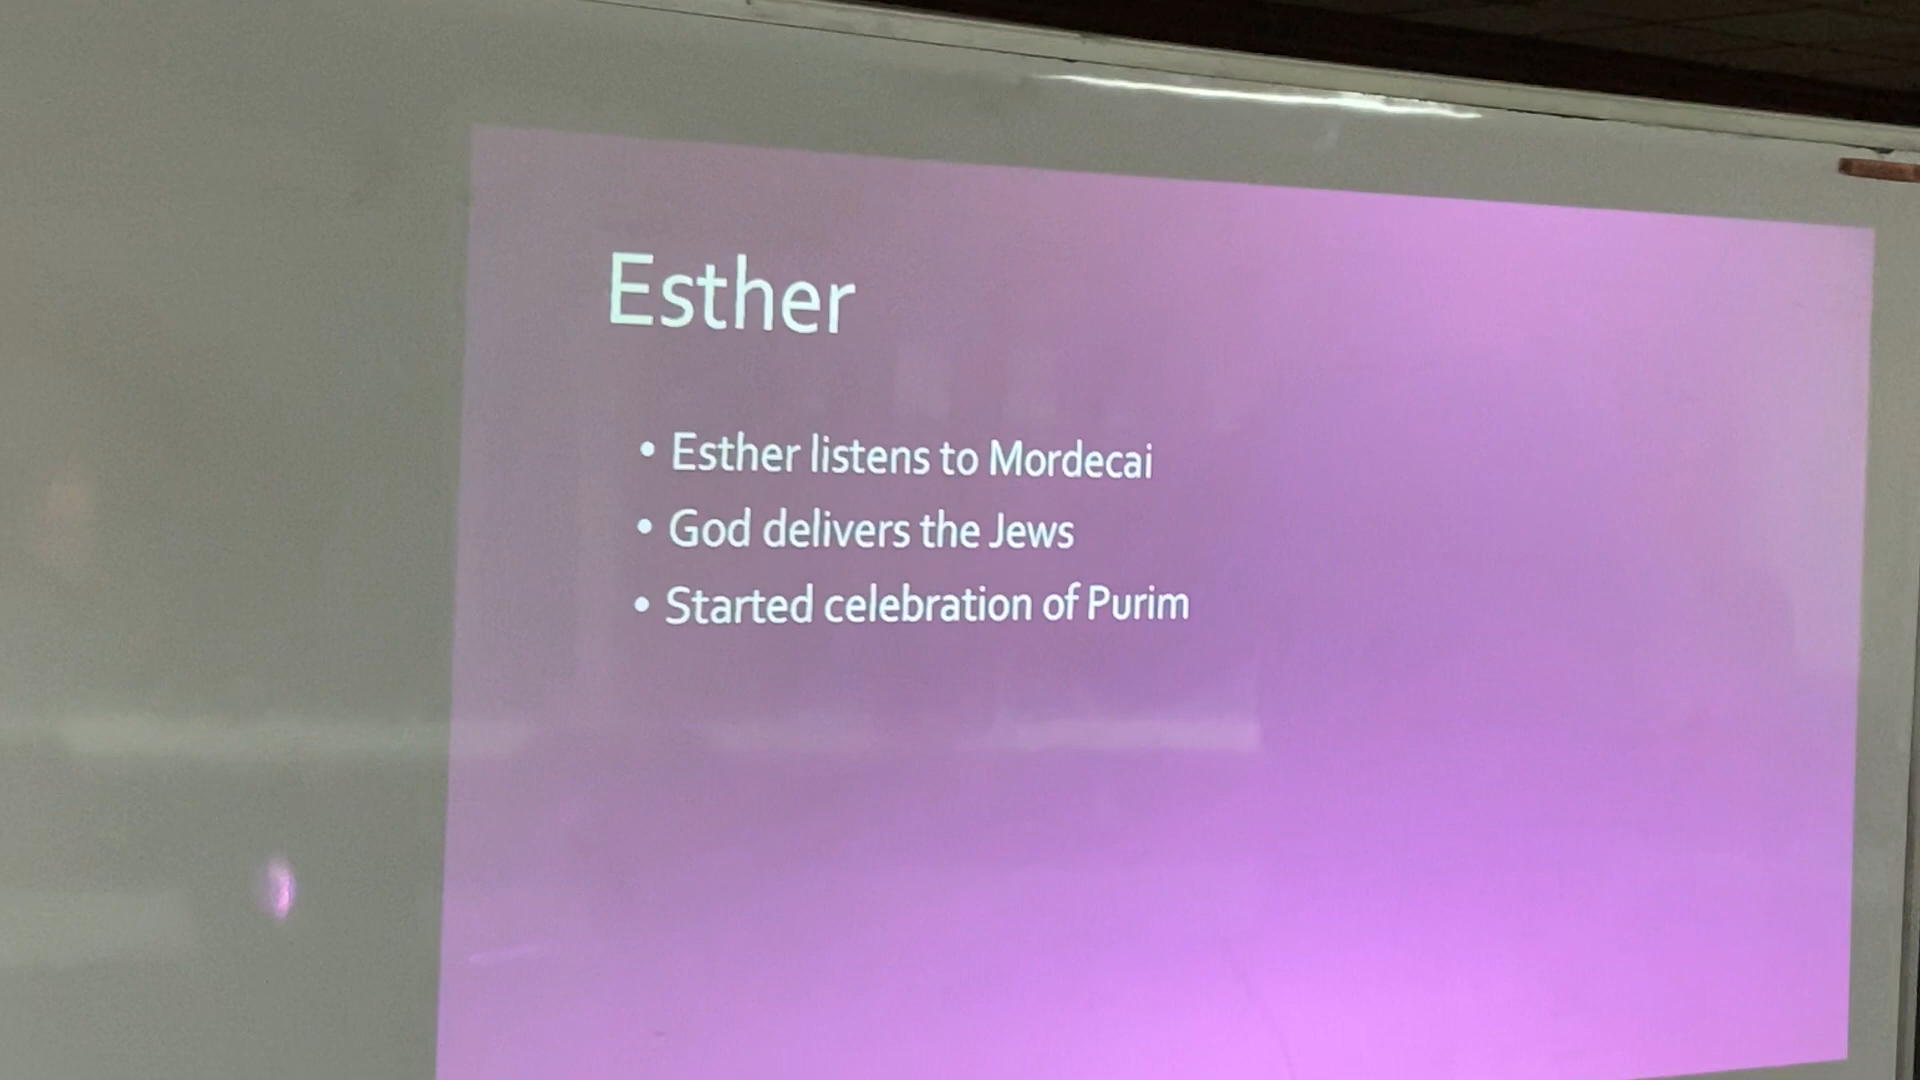 Esther
• Esther listens to Mordecai
• God delivers the Jews
• Started celebration of Purim